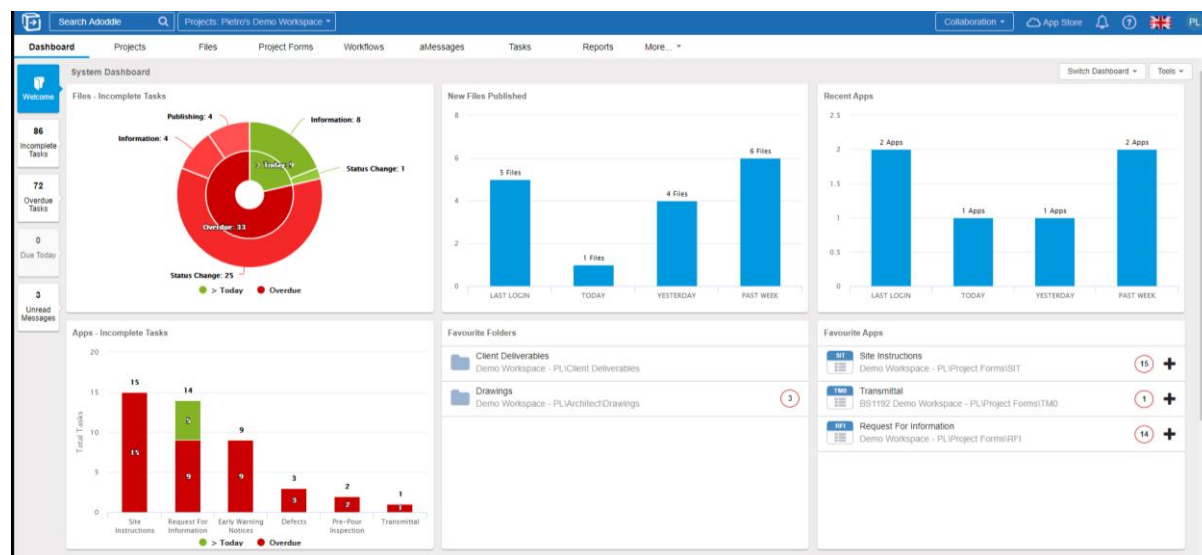 Search Adoddle
Projects: Pietro's Demo Workspace
Collaboration
App Store
PL
Dashboard
Projects
Files
Project Forms
Workflows
aMessages
Tasks
Reports
More...
System Dashboard
Switch Dashboard
Tools
Welcome
86
Incomplete
Tasks
72
Overdue
Tasks
0
Due Today
3
Unread
Messages
Files - Incomplete Tasks
Publishing: 4
Information: 8
Information: 4
> Today: 9
Status Change: 1
Overdue: 33
Status Change: 25
> Today
Overdue
New Files Published
8
6
4
2
0
5 Files
1 Files
4 Files
6 Files
LAST LOGIN
TODAY
YESTERDAY
PAST WEEK
Recent Apps
2.5
2
1.5
1
0.5
0
2 Apps
1 Apps
1 Apps
2 Apps
LAST LOGIN
TODAY
YESTERDAY
PAST WEEK
Apps - Incomplete Tasks
Total Tasks
20
15
10
5
0
15
15
14
5
9
9
9
3
3
2
2
1
1
Site
Instructions
Request For
Information
Early Warning
Notices
Defects
Pre-Pour
Inspection
Transmittal
> Today
Overdue
Favourite Folders
Client Deliverables
Demo Workspace - PL\Client Deliverables
Drawings
Demo Workspace - PL\Architect\Drawings
3
Favourite Apps
SIT
Site Instructions
Demo Workspace - PL\Project Forms\SIT
15
TM0
Transmittal
BS1192 Demo Workspace - PL\Project Forms\TM0
1
RFI
Request For Information
Demo Workspace - PL\Project Forms\RFI
14